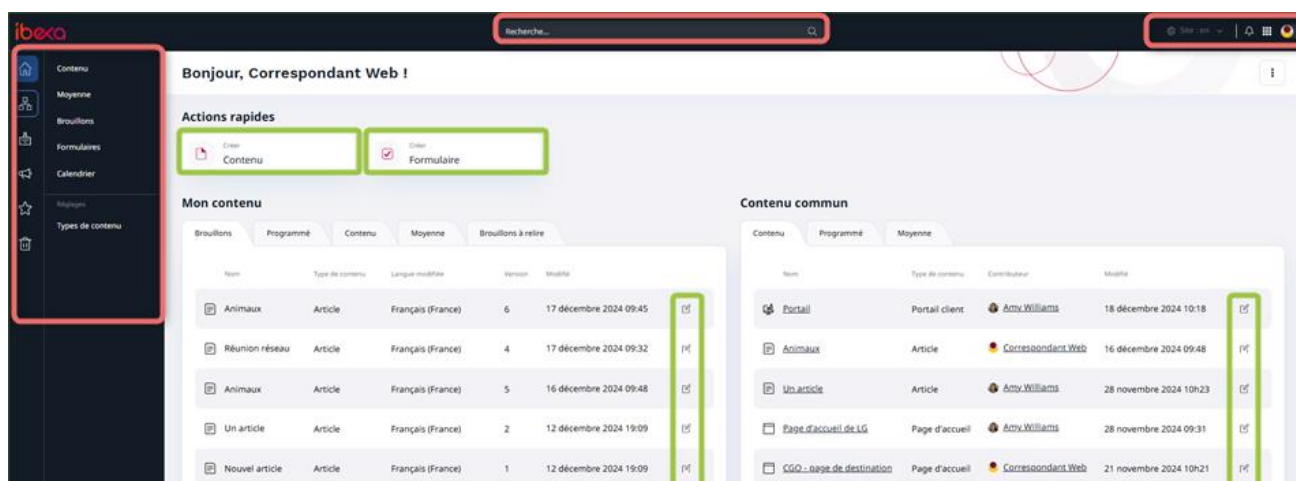 ibexa
Recherche...
Site : en
Contenu
Moyenne
Brouillons
Formulaires
Calendrier
Réglages
Types de contenu
Bonjour, Correspondant Web !
Actions rapides
Créer
Contenu
Créer
Formulaire
Mon contenu
Brouillons Programmé Contenu Moyenne Brouillons à relire
Nom Type de contenu Langue modifiée Version Modifié
Animaux Article Français (France) 6 17 décembre 2024 09:45
Réunion réseau Article Français (France) 4 17 décembre 2024 09:32
Animaux Article Français (France) 5 16 décembre 2024 09:48
Un article Article Français (France) 2 12 décembre 2024 19:09
Nouvel article Article Français (France) 1 12 décembre 2024 19:09
Contenu commun
Contenu Programmé Moyenne
Nom Type de contenu Contributeur Modifié
Portail Portail client Amy Williams 18 décembre 2024 10:18
Animaux Article Correspondant Web 16 décembre 2024 09:48
Un article Article Amy Williams 28 novembre 2024 10h23
Page d'accueil de LG Page d'accueil Amy Williams 28 novembre 2024 09:31
CGO - page de destination Page d'accueil Correspondant Web 21 novembre 2024 10h21